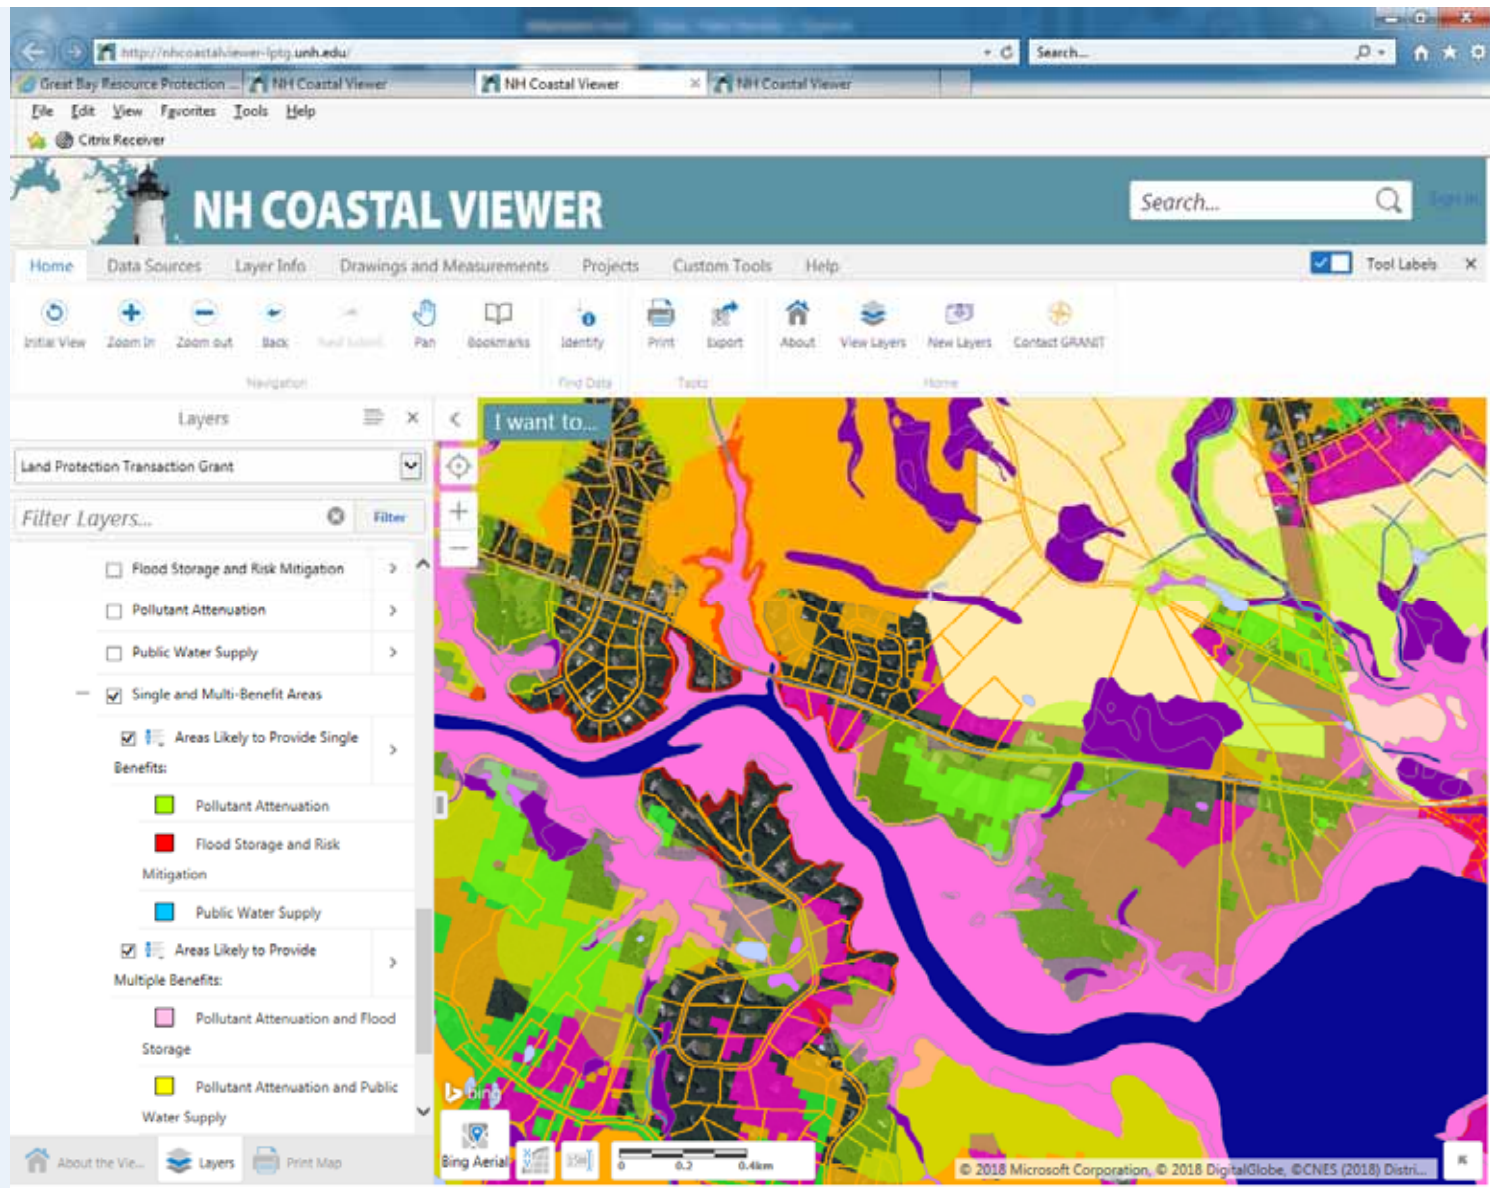 http://nhcoastalviewer-lptg.unh.edu/
Search...
Great Bay Resource Protection ...
NH Coastal Viewer
NH Coastal Viewer
NH Coastal Viewer
File Edit View Favorites Tools Help
Citrix Receiver
NH COASTAL VIEWER
Search...
Sign in
Home Data Sources Layer Info Drawings and Measurements Projects Custom Tools Help
Tool Labels
Initial View Zoom In Zoom out Back Pan Bookmarks Identify Print Export About View Layers New Layers Contact GRANIT
Navigation Find Data Tasks Home
Layers
I want to...
Land Protection Transaction Grant
Filter Layers...
Filter
Flood Storage and Risk Mitigation
Pollutant Attenuation
Public Water Supply
Single and Multi-Benefit Areas
Areas Likely to Provide Single
Benefits:
Pollutant Attenuation
Flood Storage and Risk
Mitigation
Public Water Supply
Areas Likely to Provide
Multiple Benefits:
Pollutant Attenuation and Flood
Storage
Pollutant Attenuation and Public
Water Supply
About the Vie...
Layers
Print Map
bing
Bing Aerial
0 0.2 0.4km
© 2018 Microsoft Corporation, © 2018 DigitalGlobe, ©CNES (2018) Distri...